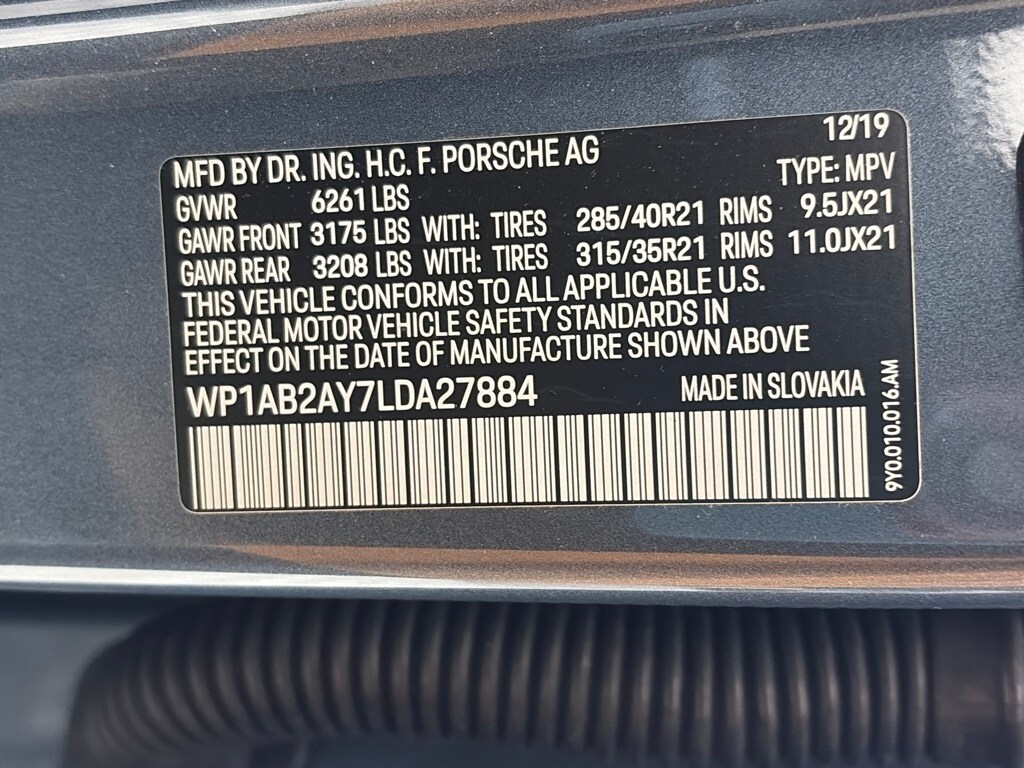 12/19
MFD BY DR. ING. H.C. F. PORSCHE AG TYPE: MPV
GVWR 6261 LBS
GAWR FRONT 3175 LBS WITH: TIRES 285/40R21 RIMS 9.5JX21
GAWR REAR 3208 LBS WITH: TIRES 315/35R21 RIMS 11.0JX21
THIS VEHICLE CONFORMS TO ALL APPLICABLE U.S.
FEDERAL MOTOR VEHICLE SAFETY STANDARDS IN
EFFECT ON THE DATE OF MANUFACTURE SHOWN ABOVE
WP1AB2AY7LDA27884 MADE IN SLOVAKIA
9Y0.010.016.AM